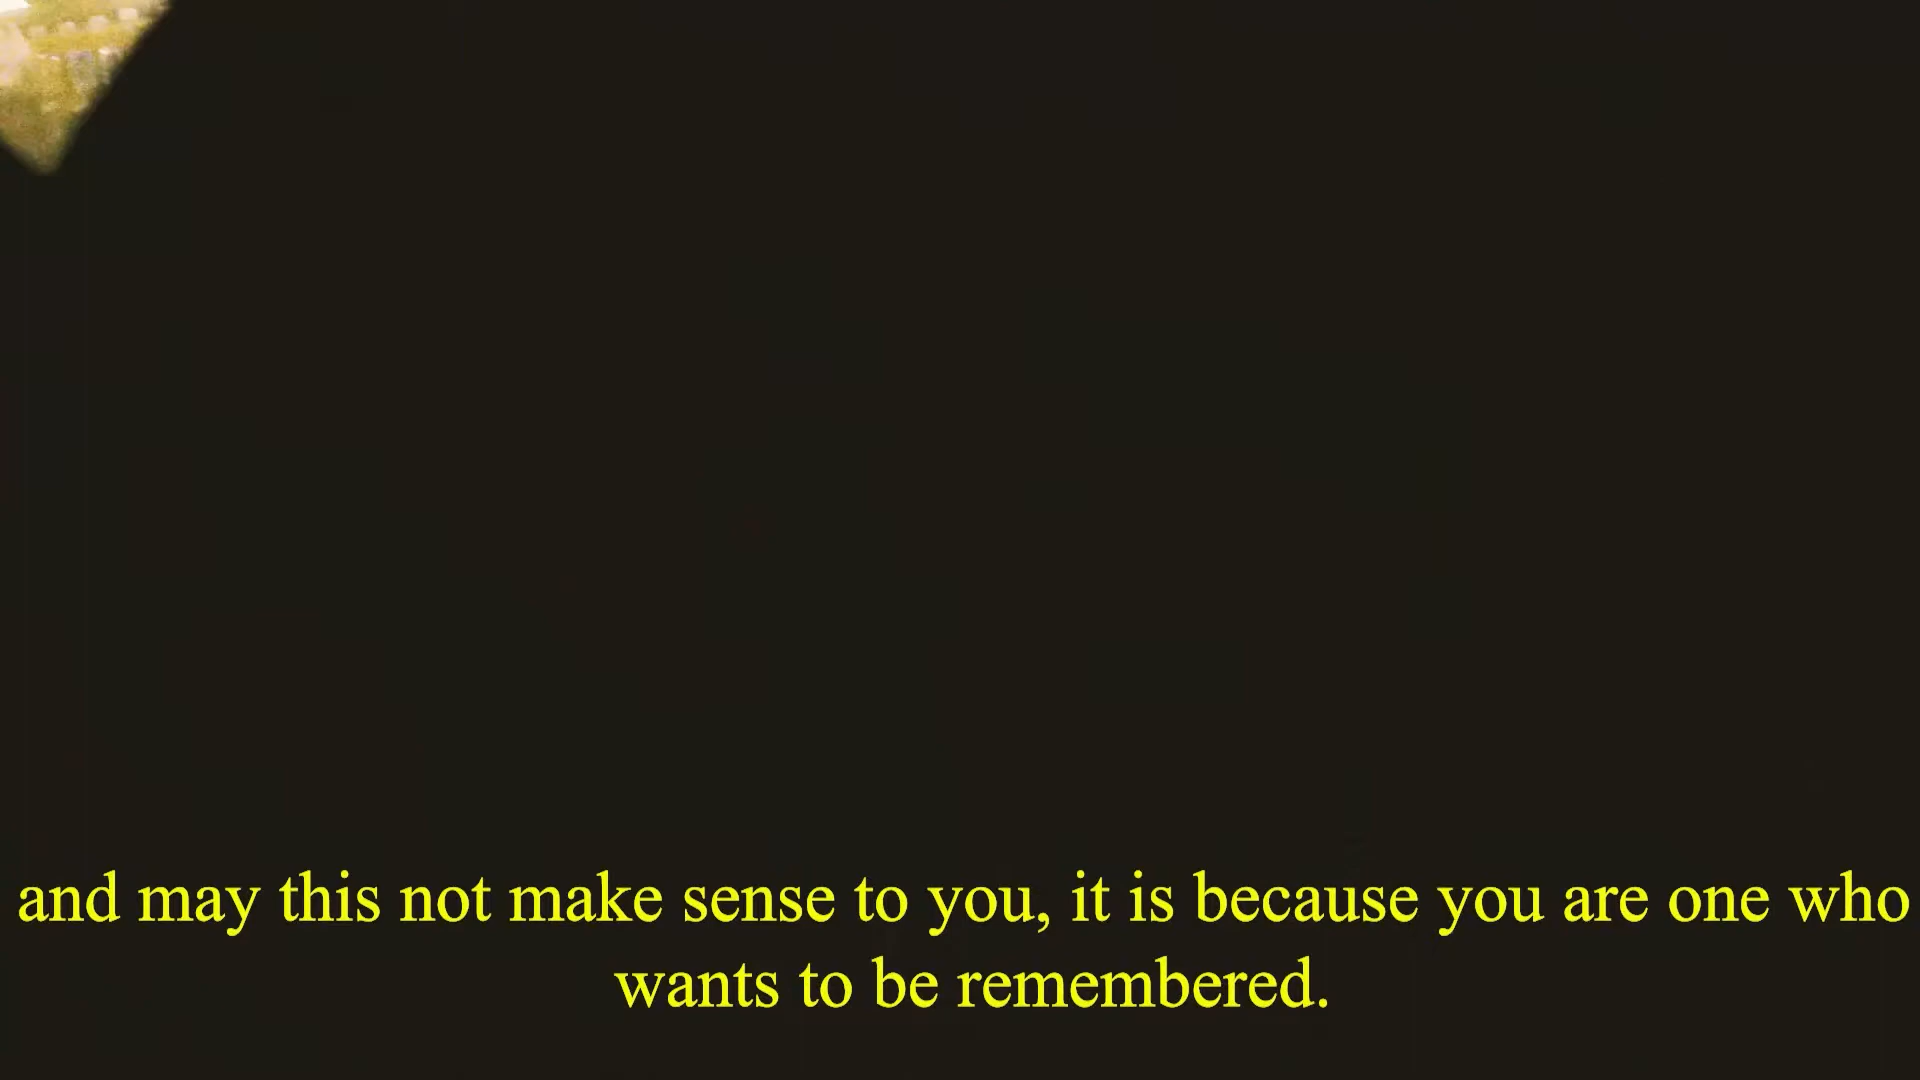 and may this not make sense to you, it is because you are one who
wants to be remembered.